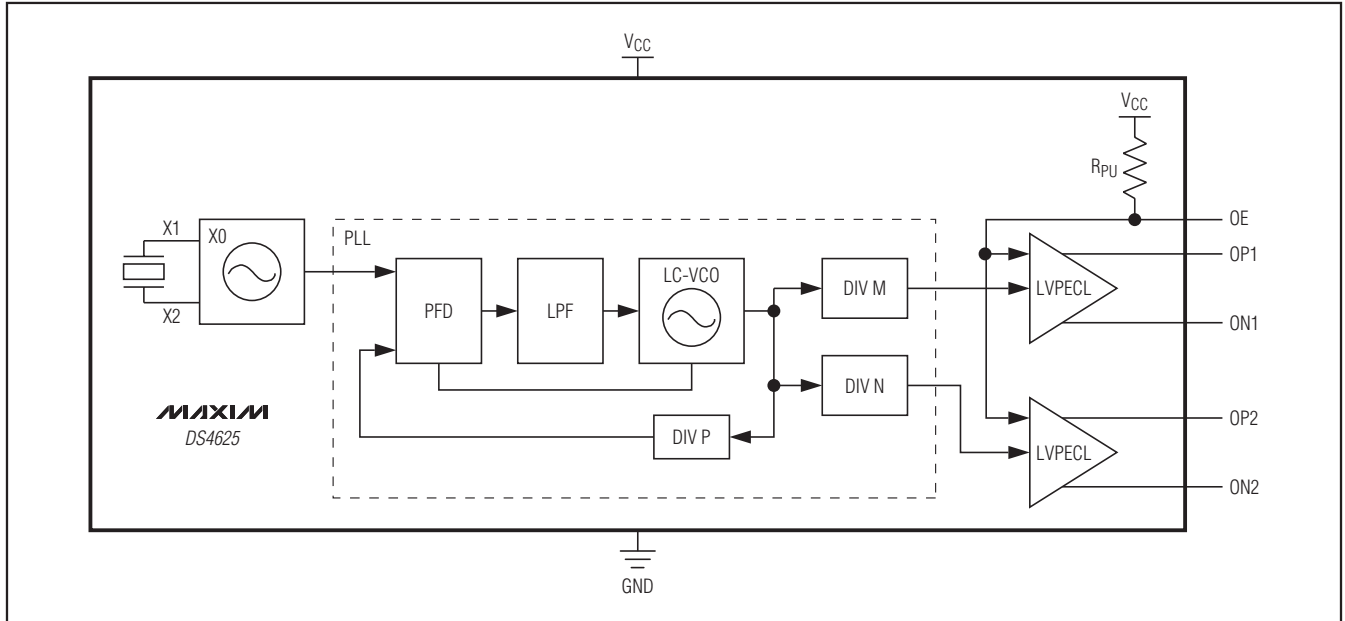 VCC
VCC
RPU
OE
X1
X0
PLL
OP1
LC-VCO
DIV M
LVPECL
PFD
LPF
X2
ON1
DIV N
MAXIM
DS4625
DIV P
OP2
LVPECL
ON2
GND